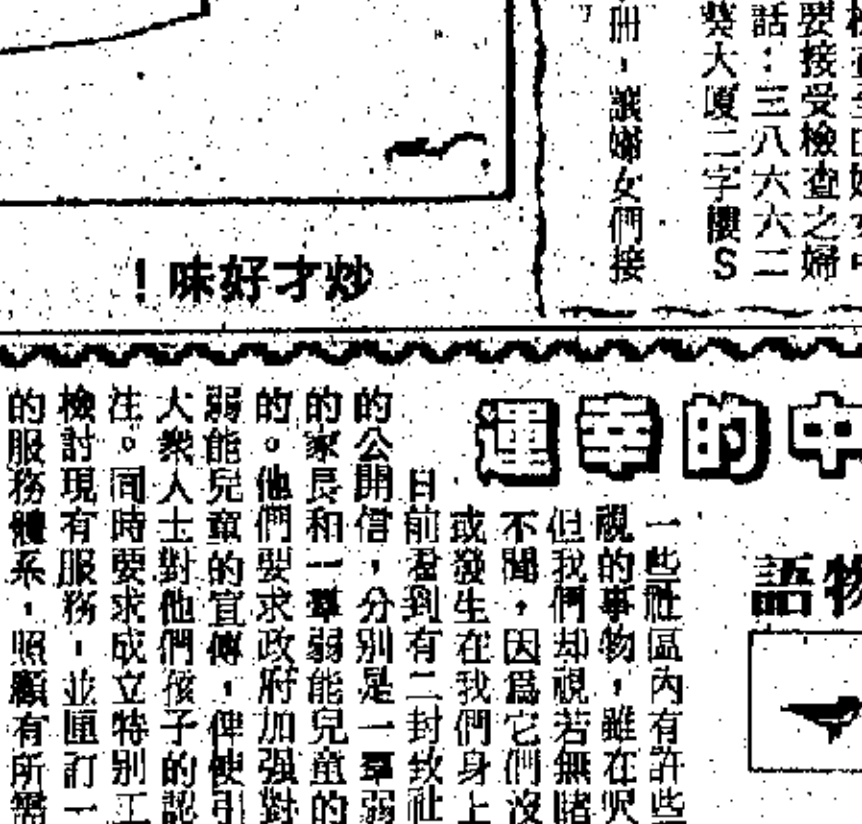 要接受檢查之婦
話：三八六六二
葵大廈二字樓S
冊，讓婦女們接
！味好才炒
運幸的中
語物
一些社區內有許些
視的事物，雖在咫
但我們却視若無睹
不聞，因爲它們沒
或發生在我們身上
日前看到有二封致社
的公開信，分別是一羣弱
的家長和一羣弱能兒童的
的。他們要求政府加强對
弱能兒童的宣傳，俾使引
大衆人士對他們孩子的認
注。同時要求成立特別工
檢討現有服務，並匯訂一
的服務體系，照顧有所需